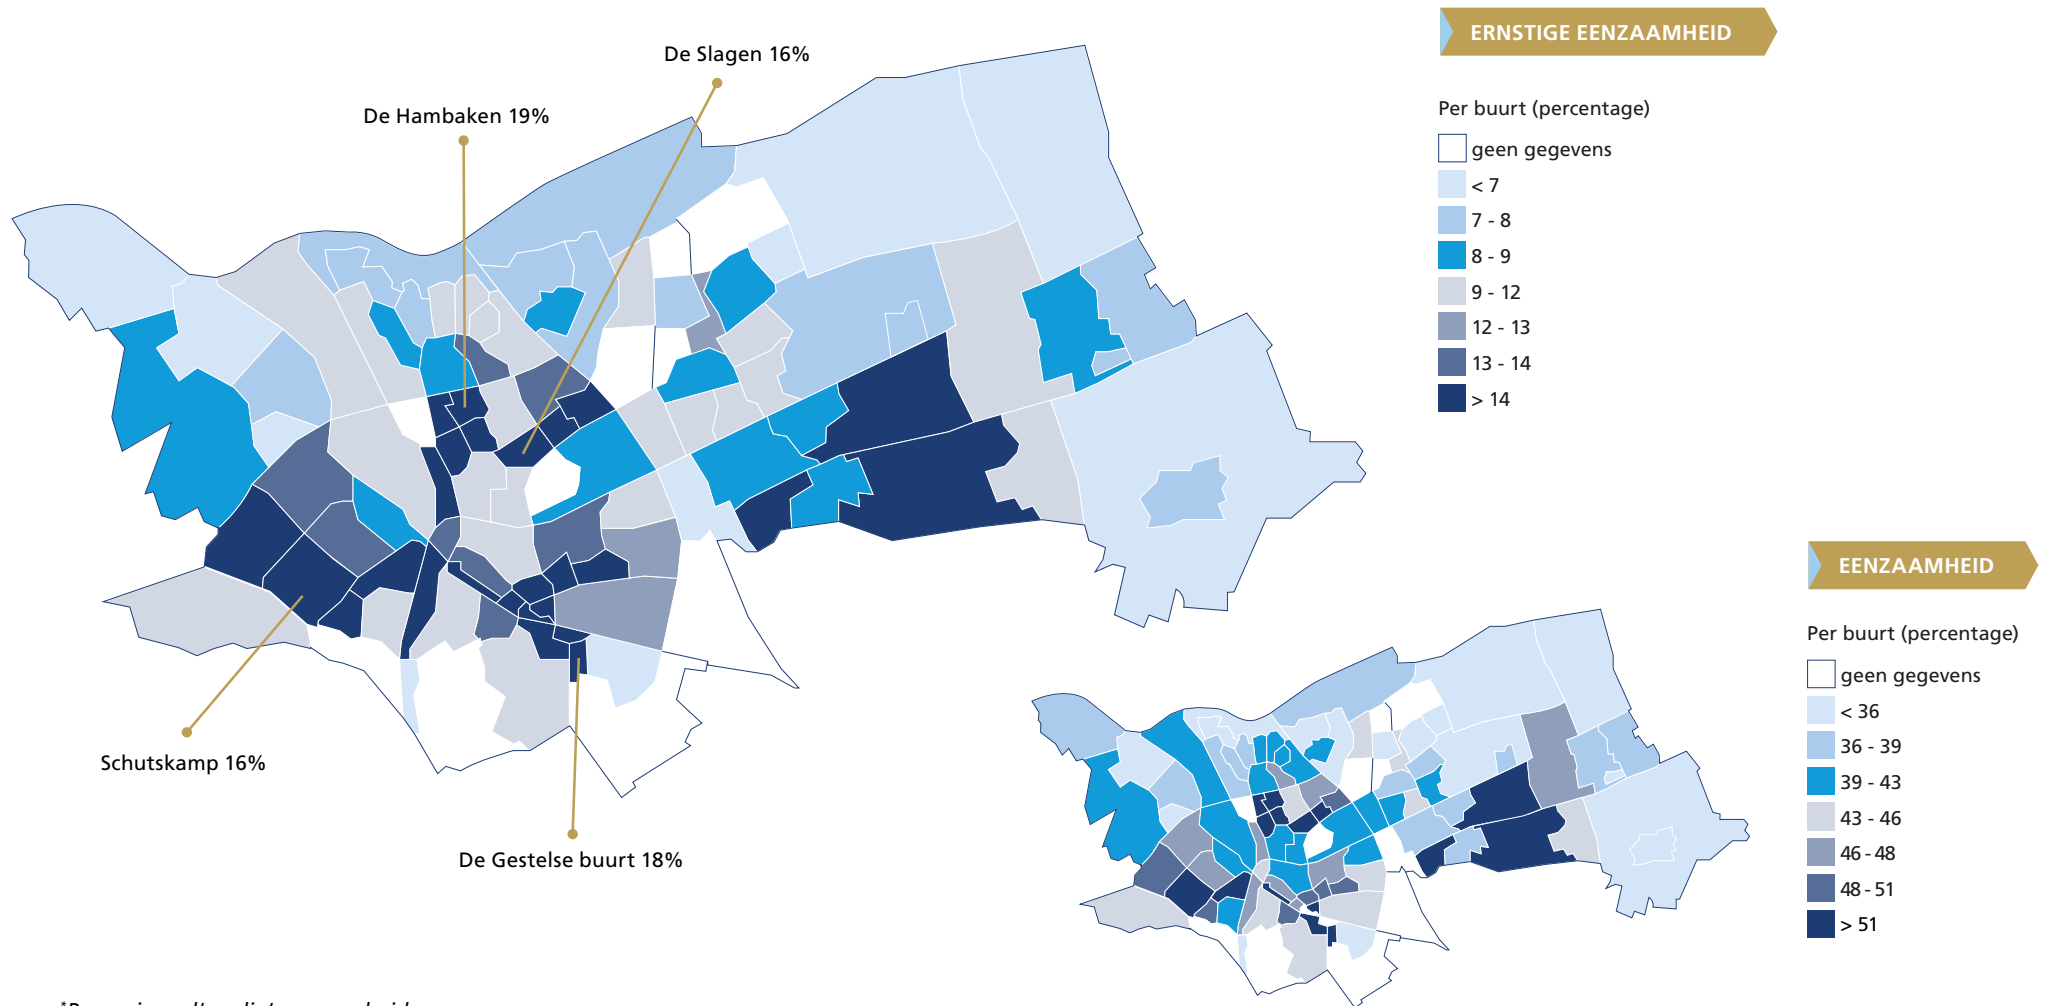 De Slagen 16%
De Hambaken 19%
Schutskamp 16%
De Gestelse buurt 18%
ERNSTIGE EENZAAMHEID
Per buurt (percentage)
geen gegevens
< 7
7 - 8
8 - 9
9 - 12
12 - 13
13 - 14
> 14
EENZAAMHEID
Per buurt (percentage)
geen gegevens
< 36
36 - 39
39 - 43
43 - 46
46 - 48
48 - 51
> 51